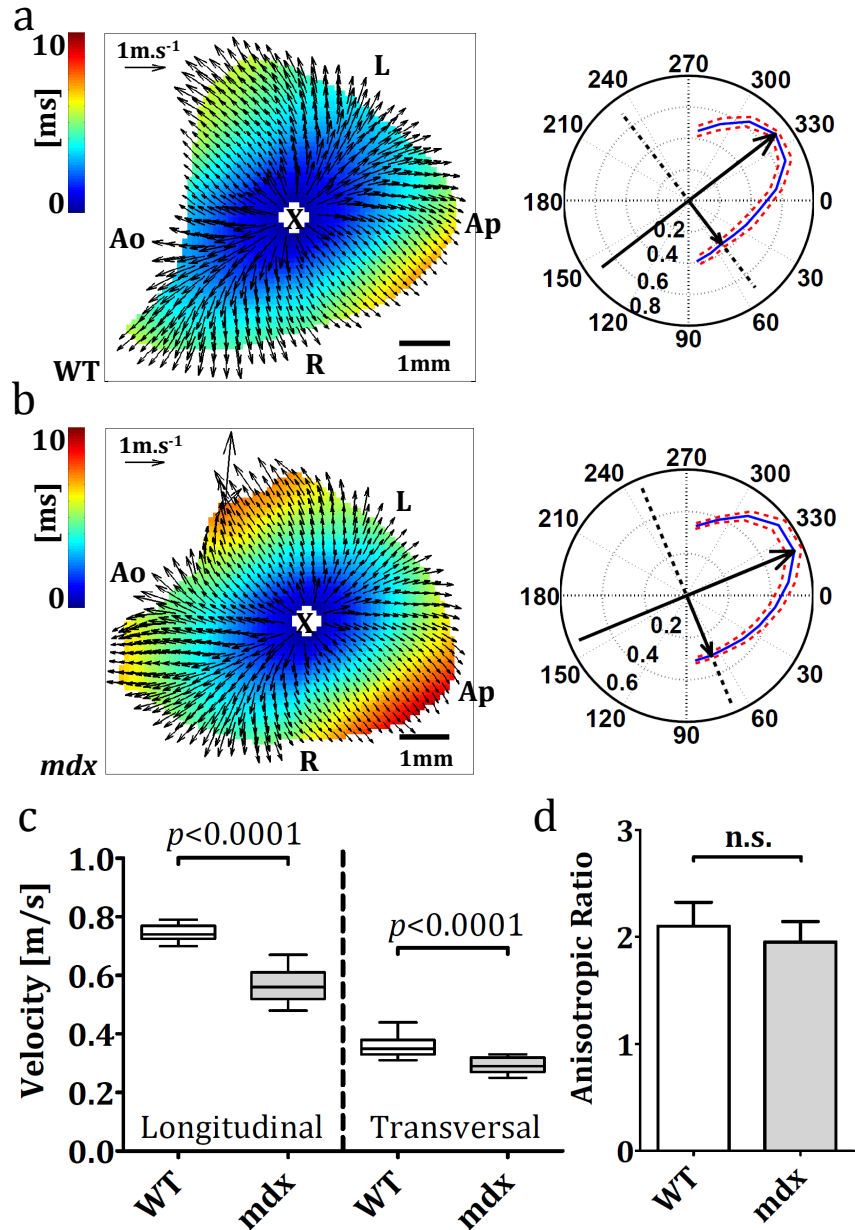 a
10
[ms]
0
1m.s⁻¹
L
Ao
X
Ap
R
WT
1mm
270
240
300
210
330
180
0
150
30
120
60
90
0.2
0.4
0.6
0.8
b
10
[ms]
0
1m.s⁻¹
L
Ao
X
Ap
R
mdx
1mm
270
240
300
210
330
180
0
150
30
120
60
90
0.2
0.4
0.6
c
p<0.0001
p<0.0001
Velocity [m/s]
1.0
0.8
0.6
0.4
0.2
0.0
Longitudinal
Transversal
WT
mdx
WT
mdx
d
n.s.
Anisotropic Ratio
3
2
1
0
WT
mdx